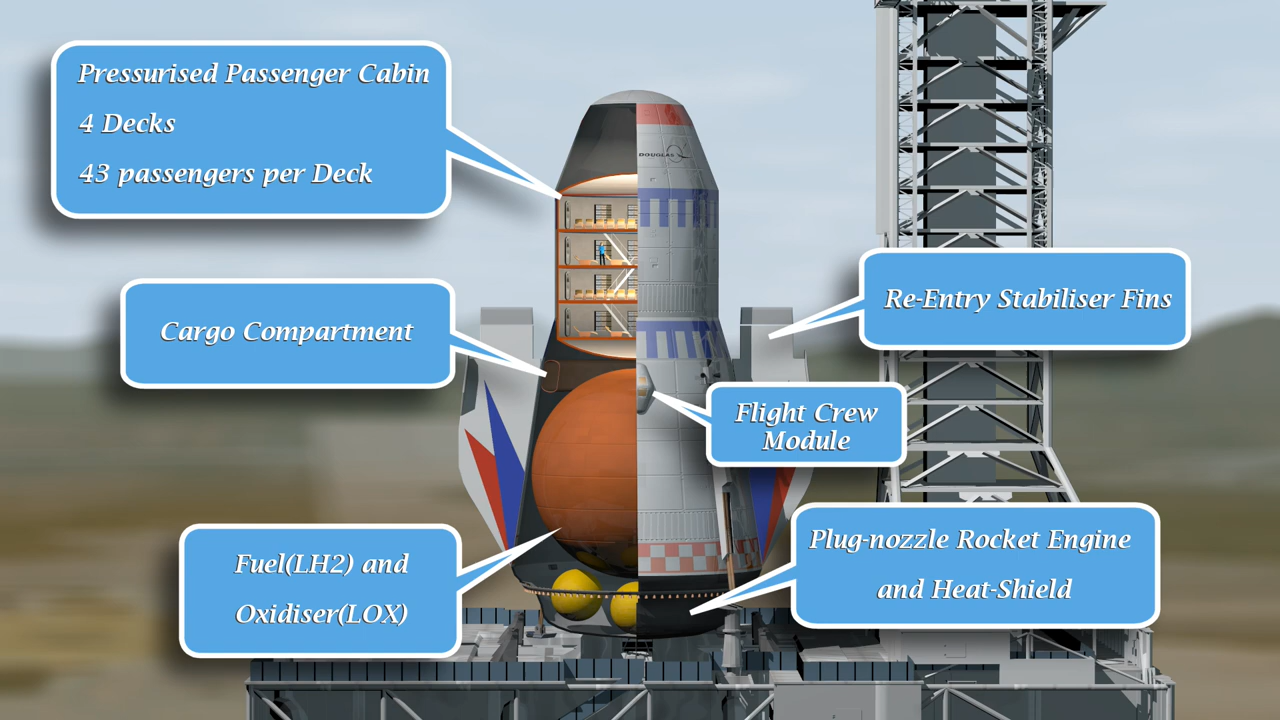 Pressurised Passenger Cabin
4 Decks
43 passengers per Deck
DOUGLAS
Re-Entry Stabiliser Fins
Cargo Compartment
Flight Crew
Module
Plug-nozzle Rocket Engine
and Heat-Shield
Fuel(LH2) and
Oxidiser(LOX)